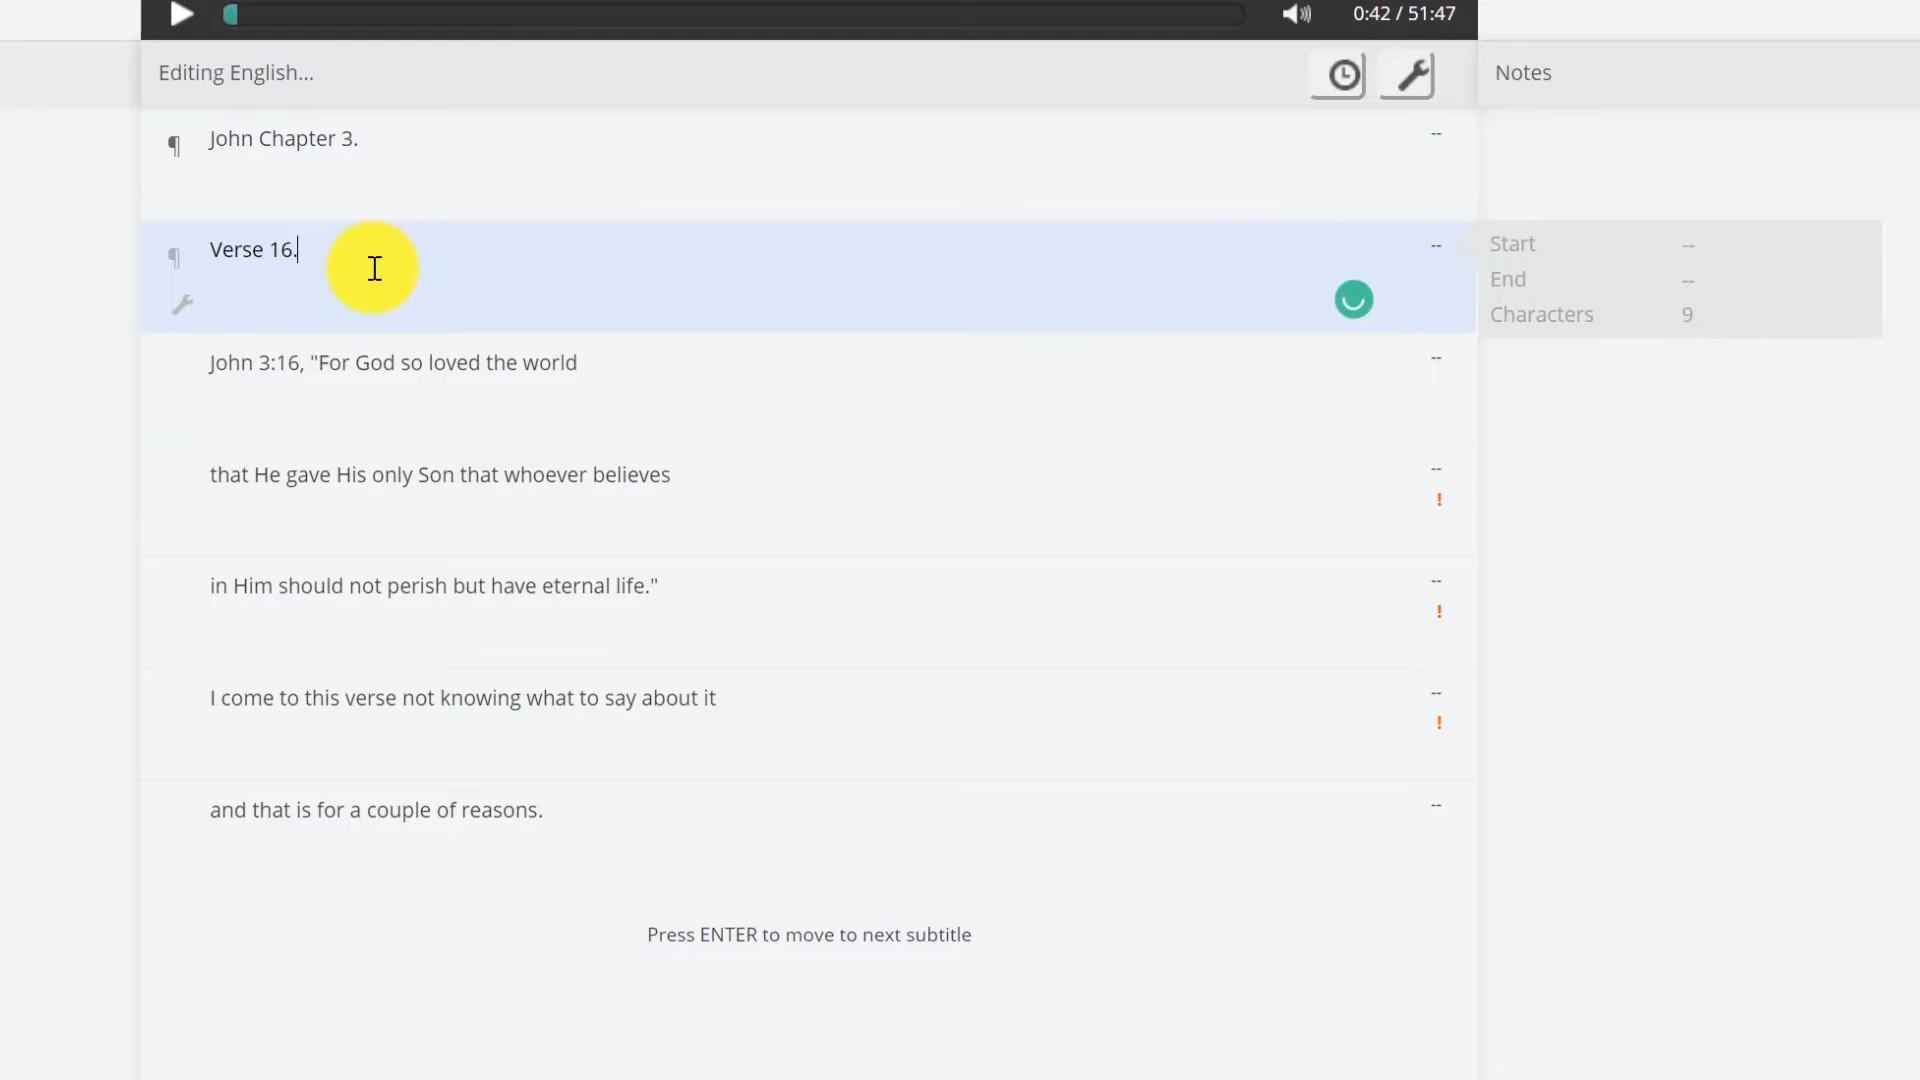 0:42 / 51:47
Editing English...
Notes
¶ John Chapter 3. --
¶ Verse 16. --
Start --
End --
Characters 9
John 3:16, "For God so loved the world --
that He gave His only Son that whoever believes --
!
in Him should not perish but have eternal life." --
!
I come to this verse not knowing what to say about it --
!
and that is for a couple of reasons. --
Press ENTER to move to next subtitle